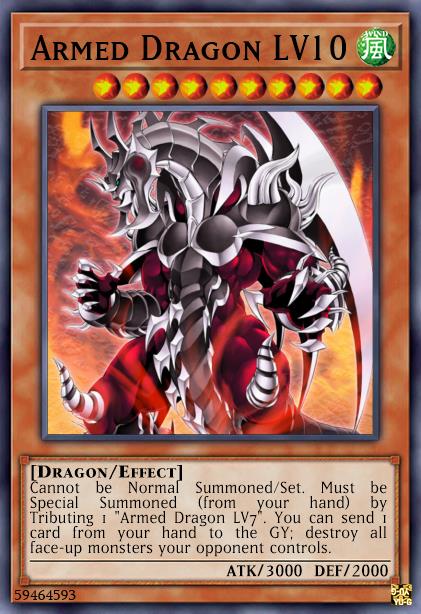 ARMED DRAGON LV10
WIND
風
[DRAGON/EFFECT]
Cannot be Normal Summoned/Set. Must be
Special Summoned (from your hand) by
Tributing 1 "Armed Dragon LV7". You can send 1
card from your hand to the GY; destroy all
face-up monsters your opponent controls.
ATK/3000 DEF/2000
59464593